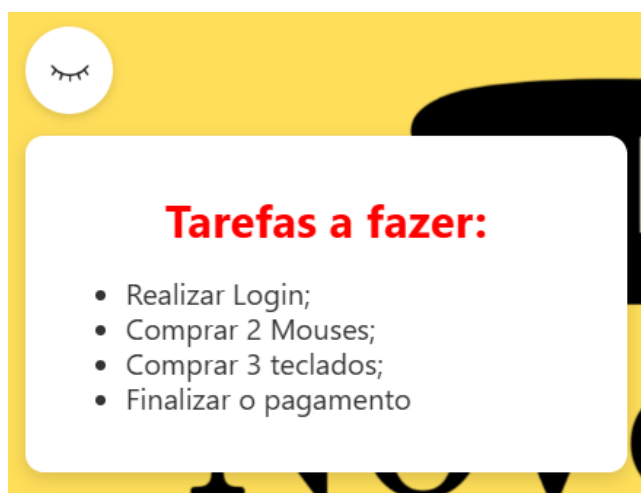 Tarefas a fazer:
Realizar Login;
Comprar 2 Mouses;
Comprar 3 teclados;
Finalizar o pagamento